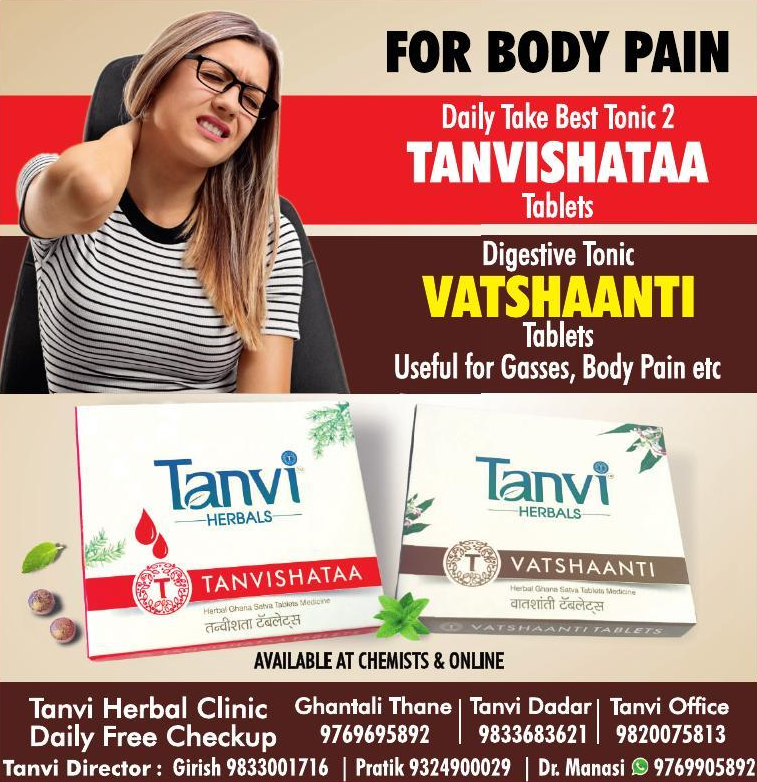 FOR BODY PAIN
Daily Take Best Tonic 2
TANVISHATAA
Tablets
Digestive Tonic
VATSHAANTI
Tablets
Useful for Gasses, Body Pain etc
Tanvi
HERBALS
T TANVISHATAA
Herbal Ghana Satva Tablets Medicine
तन्वीशता टॅबलेट्स
TANVISHATAA TABLETS
Tanvi
HERBALS
T VATSHAANTI
Herbal Ghana Satva Tablets Medicine
वातशांती टॅबलेट्स
T VATSHAANTI TABLETS
AVAILABLE AT CHEMISTS & ONLINE
Tanvi Herbal Clinic
Daily Free Checkup
Ghantali Thane
9769695892
Tanvi Dadar
9833683621
Tanvi Office
9820075813
Tanvi Director : Girish 9833001716 | Pratik 9324900029 | Dr. Manasi 9769905892